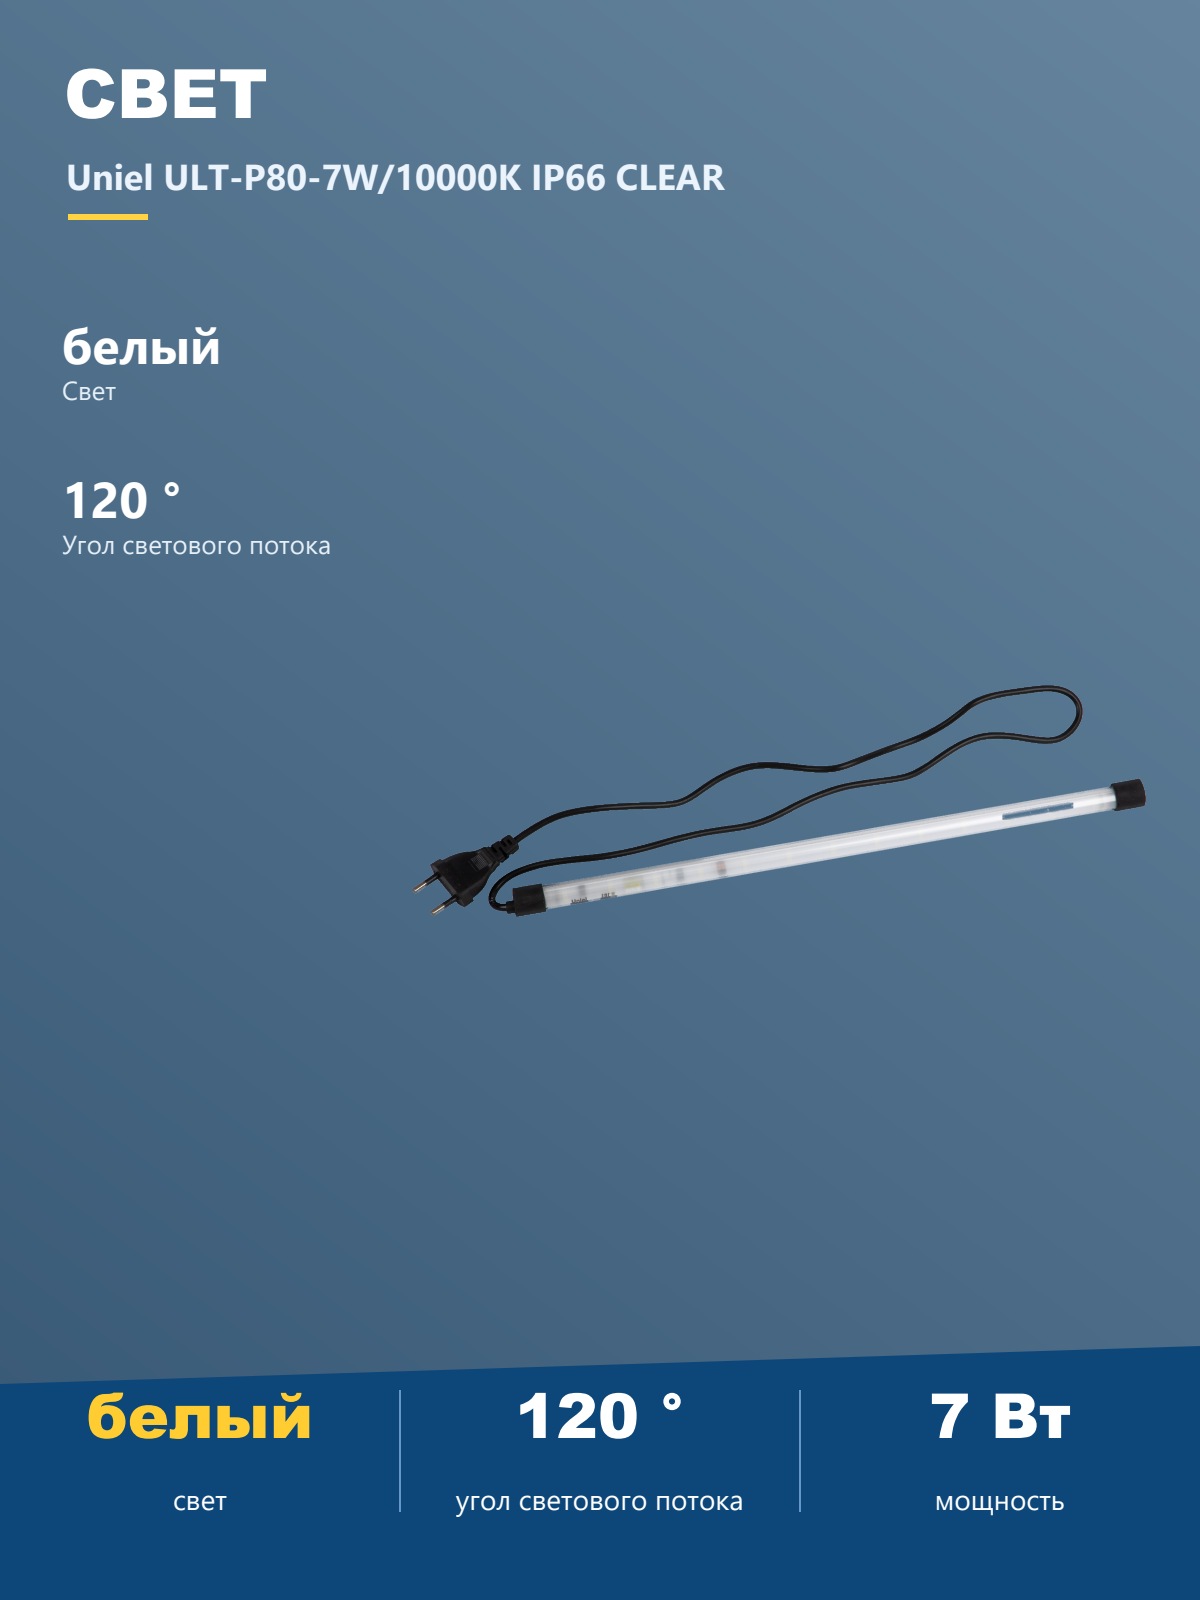 СВЕТ
Uniel ULT-P80-7W/10000K IP66 CLEAR
белый
Свет
120 °
Угол светового потока
белый
свет
120 °
угол светового потока
7 Вт
мощность